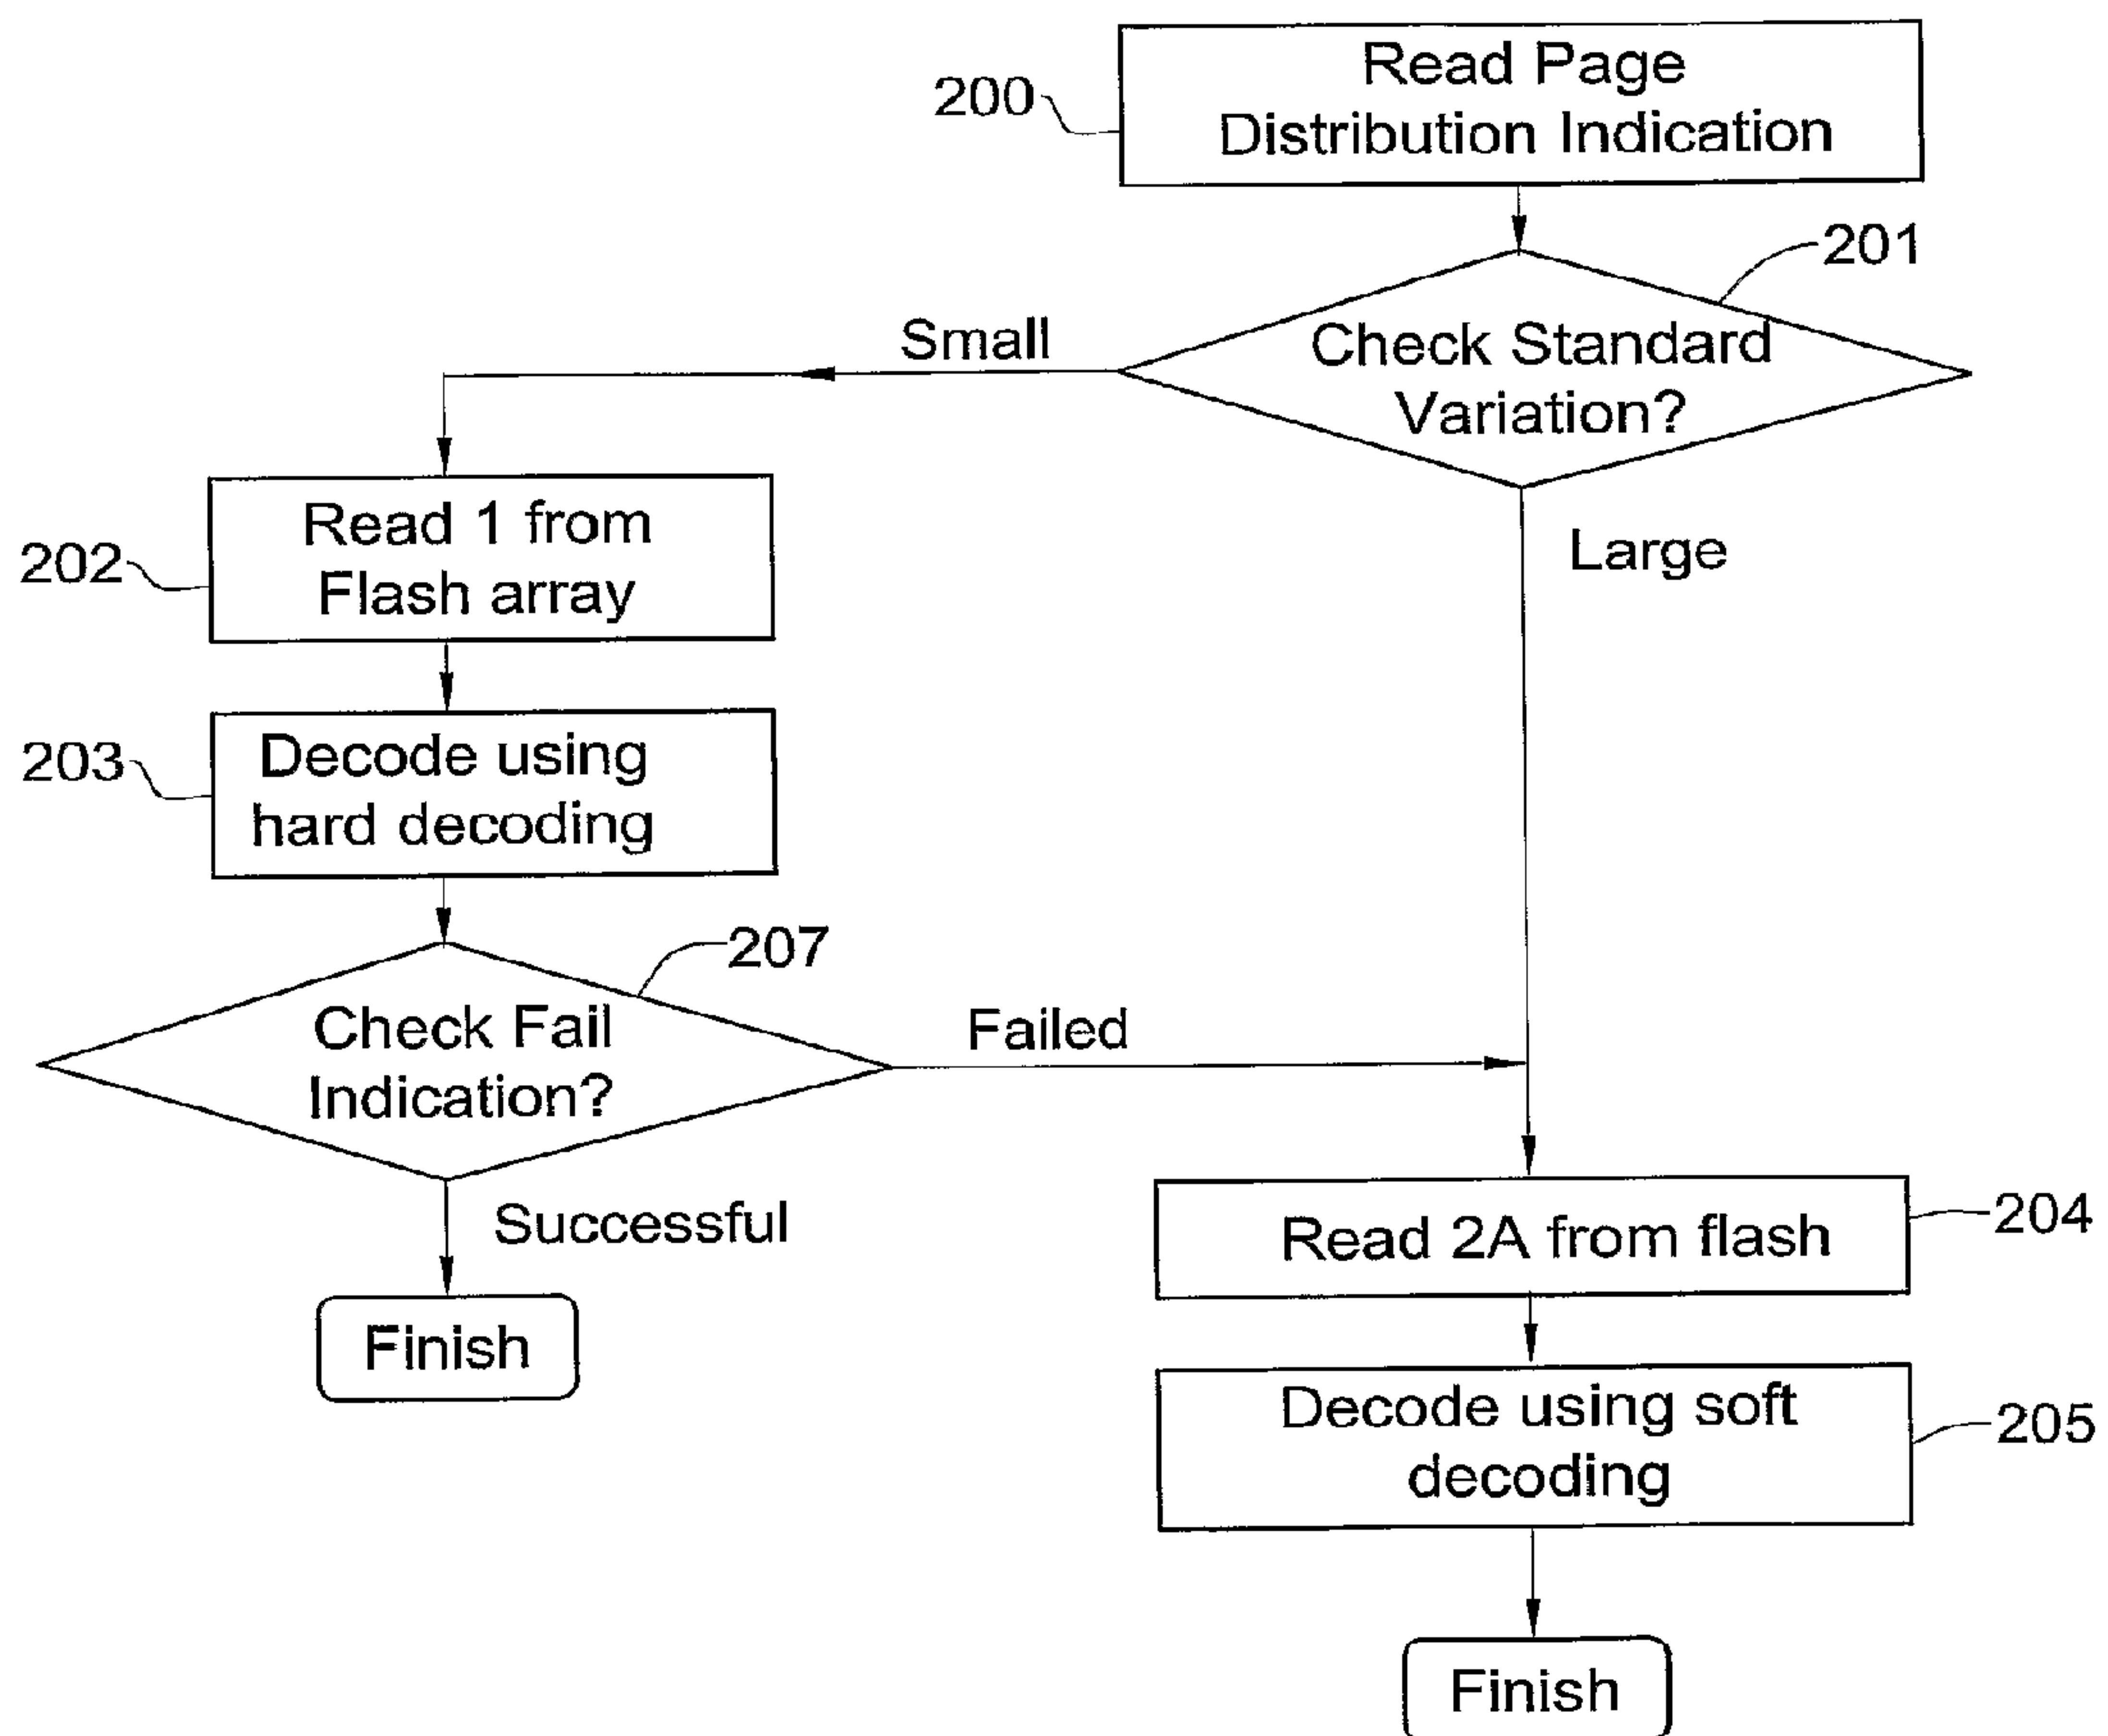 Read Page
Distribution Indication
200
201
Check Standard
Variation?
Small
Large
Read 1 from
Flash array
202
Decode using
hard decoding
203
207
Check Fail
Indication?
Failed
Successful
Finish
Read 2A from flash
204
Decode using soft
decoding
205
Finish